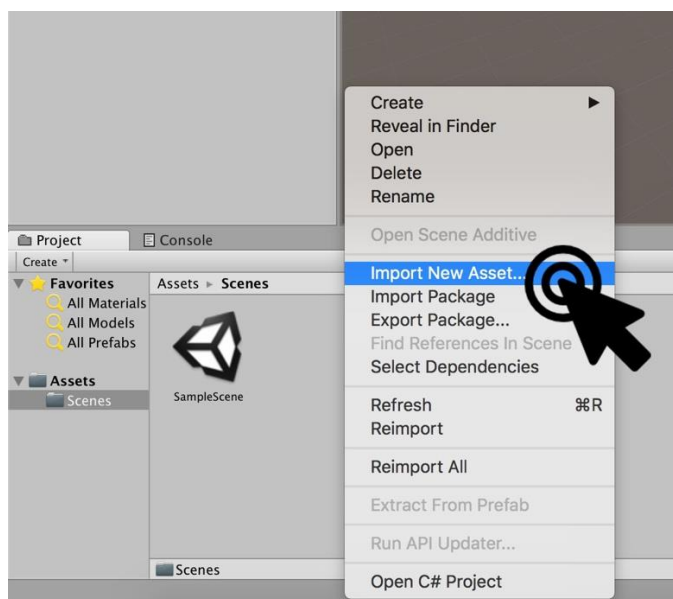 Create
Reveal in Finder
Open
Delete
Rename
Open Scene Additive
Import New Asset...
Import Package
Export Package...
Find References In Scene
Select Dependencies
Refresh ⌘R
Reimport
Reimport All
Extract From Prefab
Run API Updater...
Open C# Project
Project
Console
Create
Favorites
All Materials
All Models
All Prefabs
Assets
Scenes
Assets ▸ Scenes
SampleScene
Scenes